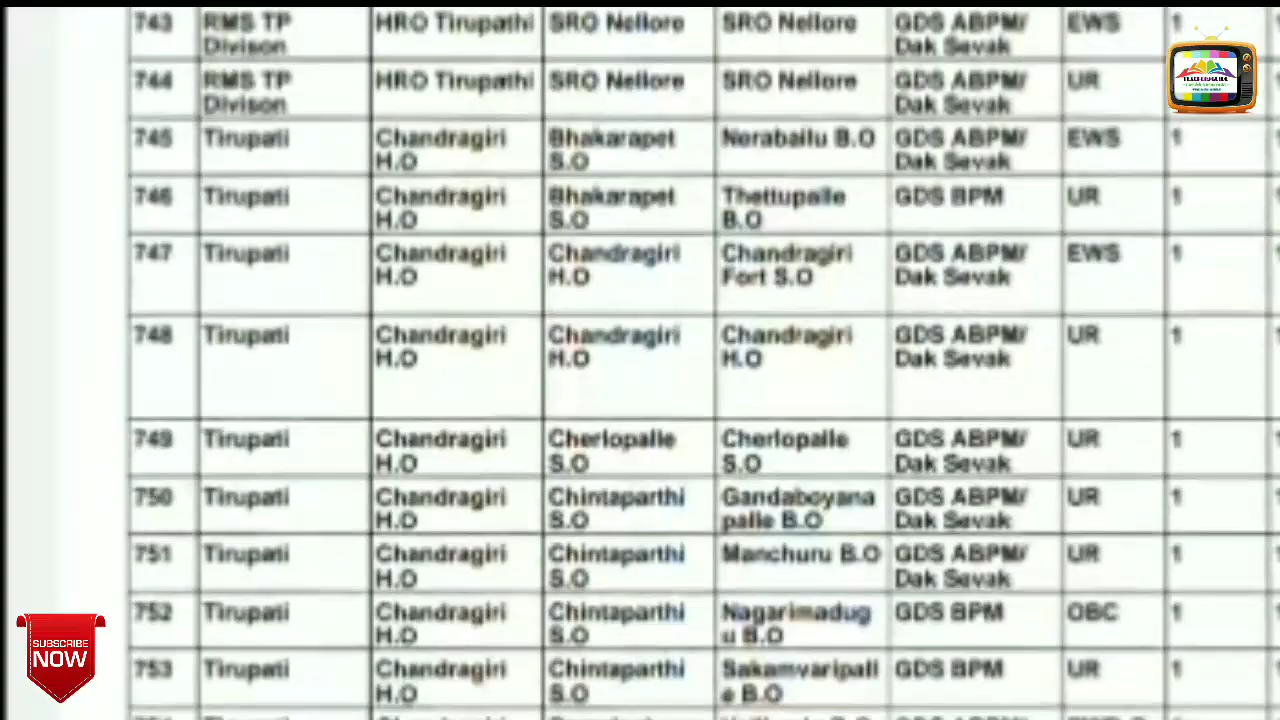 743 RMS TP HRO Tirupathi SRO Nellore SRO Nellore GDS ABPM/ EWS 1
Divison Dak Sevak
744 RMS TP HRO Tirupathi SRO Nellore SRO Nellore GDS ABPM/ UR
Divison Dak Sevak
745 Tirupati Chandragiri Bhakarapet Nerabailu B.O GDS ABPM/ EWS 1
H.O S.O Dak Sevak
746 Tirupati Chandragiri Bhakarapet Thettupalle GDS BPM UR 1
H.O S.O B.O
747 Tirupati Chandragiri Chandragiri Chandragiri GDS ABPM/ EWS 1
H.O H.O Fort S.O Dak Sevak
748 Tirupati Chandragiri Chandragiri Chandragiri GDS ABPM/ UR 1
H.O H.O H.O Dak Sevak
749 Tirupati Chandragiri Cherlopalle Cherlopalle GDS ABPM/ UR 1
H.O S.O S.O Dak Sevak
750 Tirupati Chandragiri Chintaparthi Gandaboyana GDS ABPM/ UR 1
H.O S.O palle B.O Dak Sevak
751 Tirupati Chandragiri Chintaparthi Manchuru B.O GDS ABPM/ UR 1
H.O S.O Dak Sevak
752 Tirupati Chandragiri Chintaparthi Nagarimadug GDS BPM OBC 1
H.O S.O u B.O
753 Tirupati Chandragiri Chintaparthi Sakamvaripall GDS BPM UR 1
H.O S.O e B.O
SUBSCRIBE
NOW